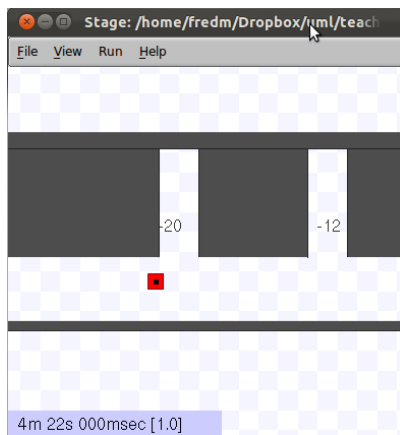 Stage: /home/fredm/Dropbox/uml/teach
File View Run Help
-20 -12
4m 22s 000msec [1.0]